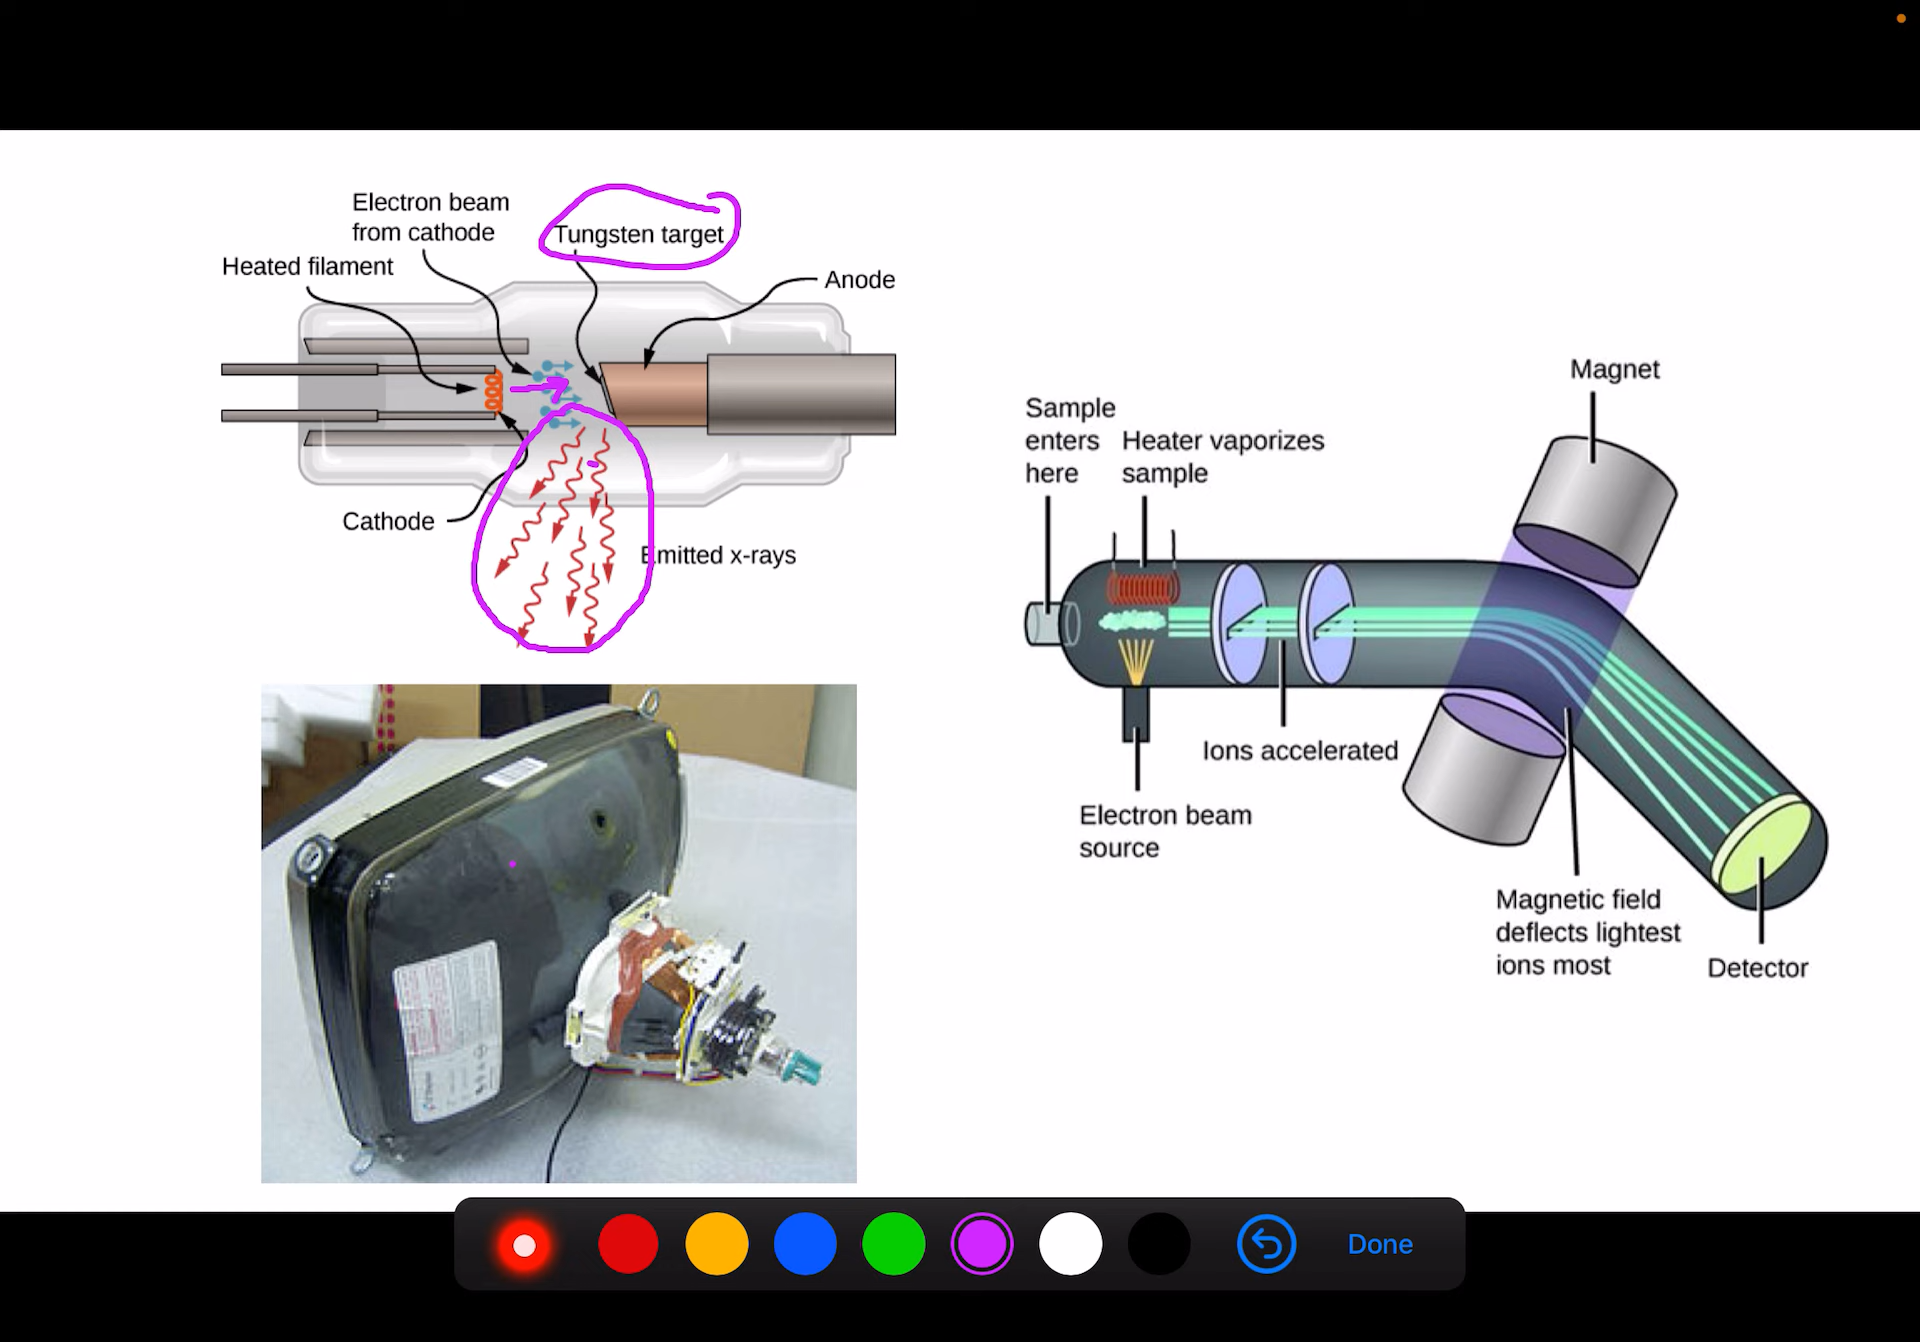 Electron beam
from cathode
Tungsten target
Heated filament
Anode
Cathode
Emitted x-rays
Magnet
Sample
enters
here
Heater vaporizes
sample
Ions accelerated
Electron beam
source
Magnetic field
deflects lightest
ions most
Detector
Done